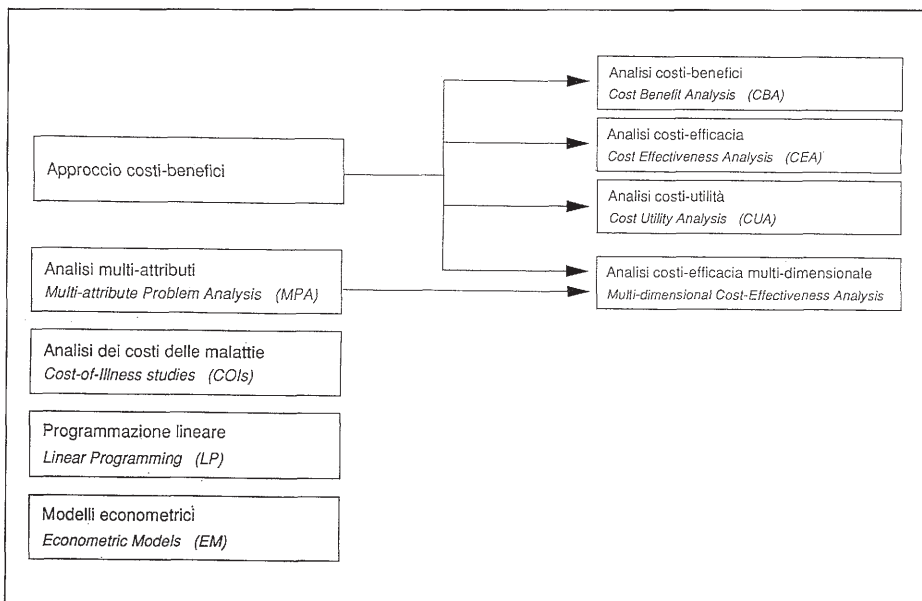 Approccio costi-benefici
Analisi multi-attributi
Multi-attribute Problem Analysis (MPA)
Analisi dei costi delle malattie
Cost-of-Illness studies (COIs)
Programmazione lineare
Linear Programming (LP)
Modelli econometrici
Econometric Models (EM)
Analisi costi-benefici
Cost Benefit Analysis (CBA)
Analisi costi-efficacia
Cost Effectiveness Analysis (CEA)
Analisi costi-utilità
Cost Utility Analysis (CUA)
Analisi costi-efficacia multi-dimensionale
Multi-dimensional Cost-Effectiveness Analysis